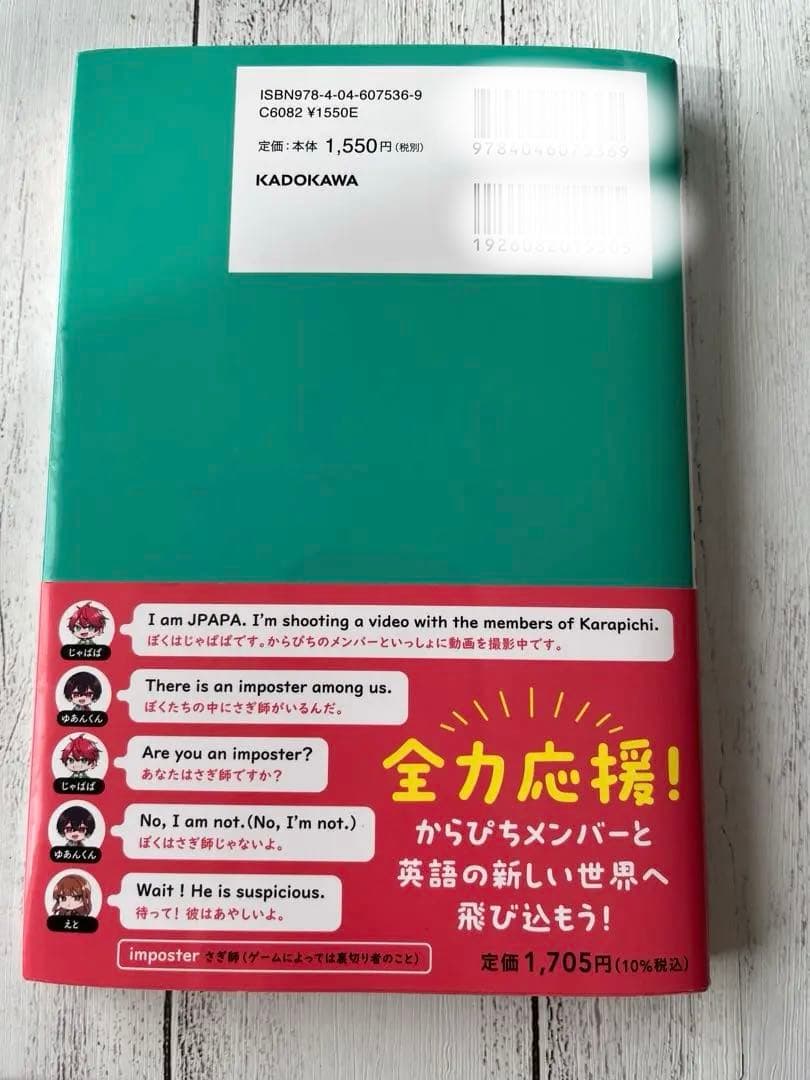 ISBN978-4-04-607536-9
C6082 ¥1550E
定価：本体 1,550円（税別）
KADOKAWA
9784046075369
I am JPAPA. I'm shooting a video with the members of Karapichi.
ぼくはじゃぱぱです。からぴちのメンバーといっしょに動画を撮影中です。
じゃぱぱ
There is an imposter among us.
ぼくたちの中にさぎ師がいるんだ。
ゆあんくん
Are you an imposter?
あなたはさぎ師ですか？
じゃぱぱ
No, I am not.(No, I'm not.)
ぼくはさぎ師じゃないよ。
ゆあんくん
Wait！He is suspicious.
待って！彼はあやしいよ。
えと
imposter さぎ師（ゲームによっては裏切り者のこと）
全力応援！
からぴちメンバーと
英語の新しい世界へ
飛び込もう！
定価1,705円（10%税込）